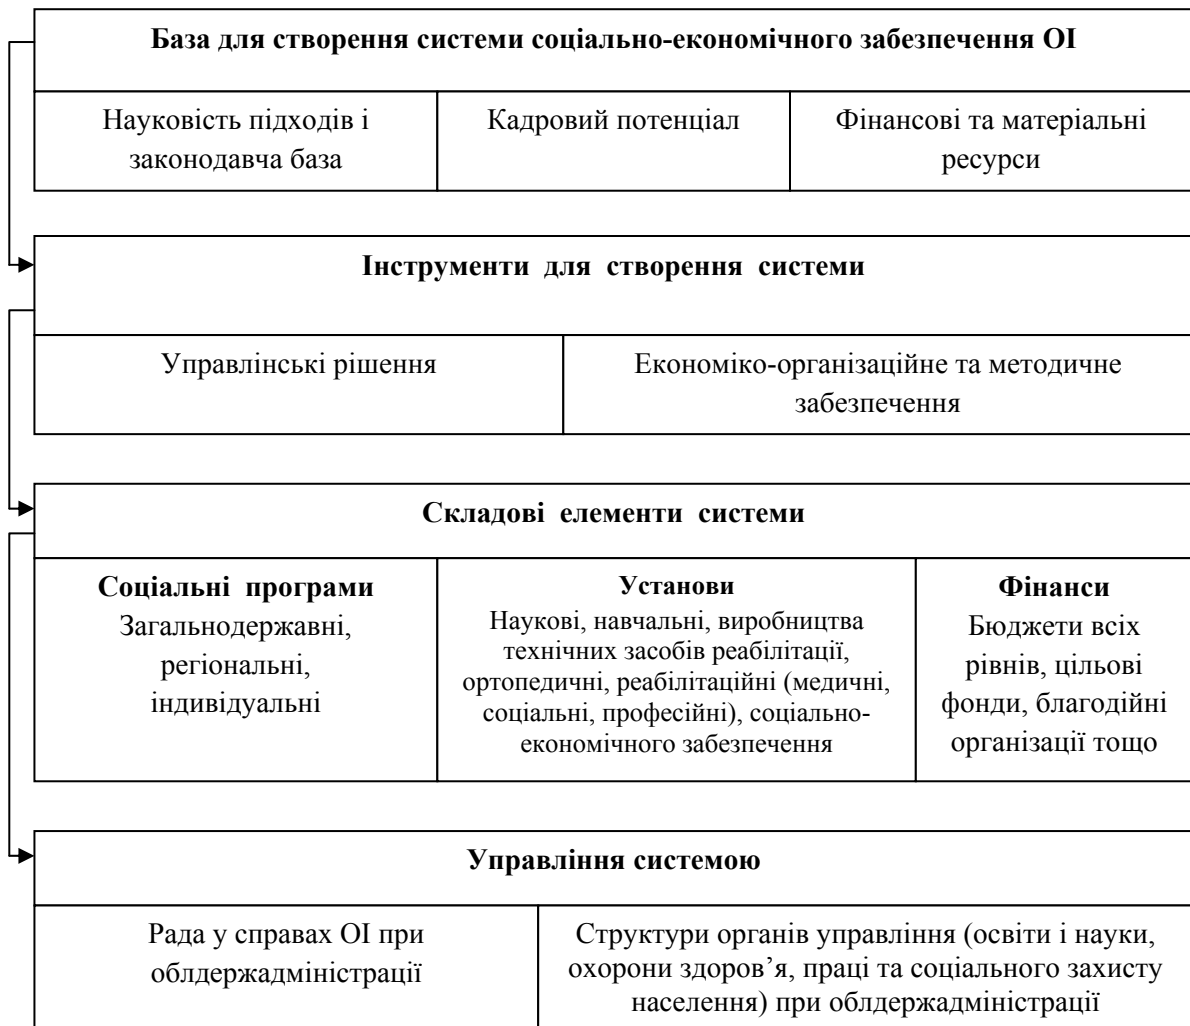 База для створення системи соціально-економічного забезпечення ОІ
Науковість підходів і
законодавча база
Кадровий потенціал
Фінансові та матеріальні
ресурси
Інструменти для створення системи
Управлінські рішення
Економіко-організаційне та методичне
забезпечення
Складові елементи системи
Соціальні програми
Загальнодержавні,
регіональні,
індивідуальні
Установи
Наукові, навчальні, виробництва
технічних засобів реабілітації,
ортопедичні, реабілітаційні (медичні,
соціальні, професійні), соціально-
економічного забезпечення
Фінанси
Бюджети всіх
рівнів, цільові
фонди, благодійні
організації тощо
Управління системою
Рада у справах ОІ при
облдержадміністрації
Структури органів управління (освіти і науки,
охорони здоров’я, праці та соціального захисту
населення) при облдержадміністрації